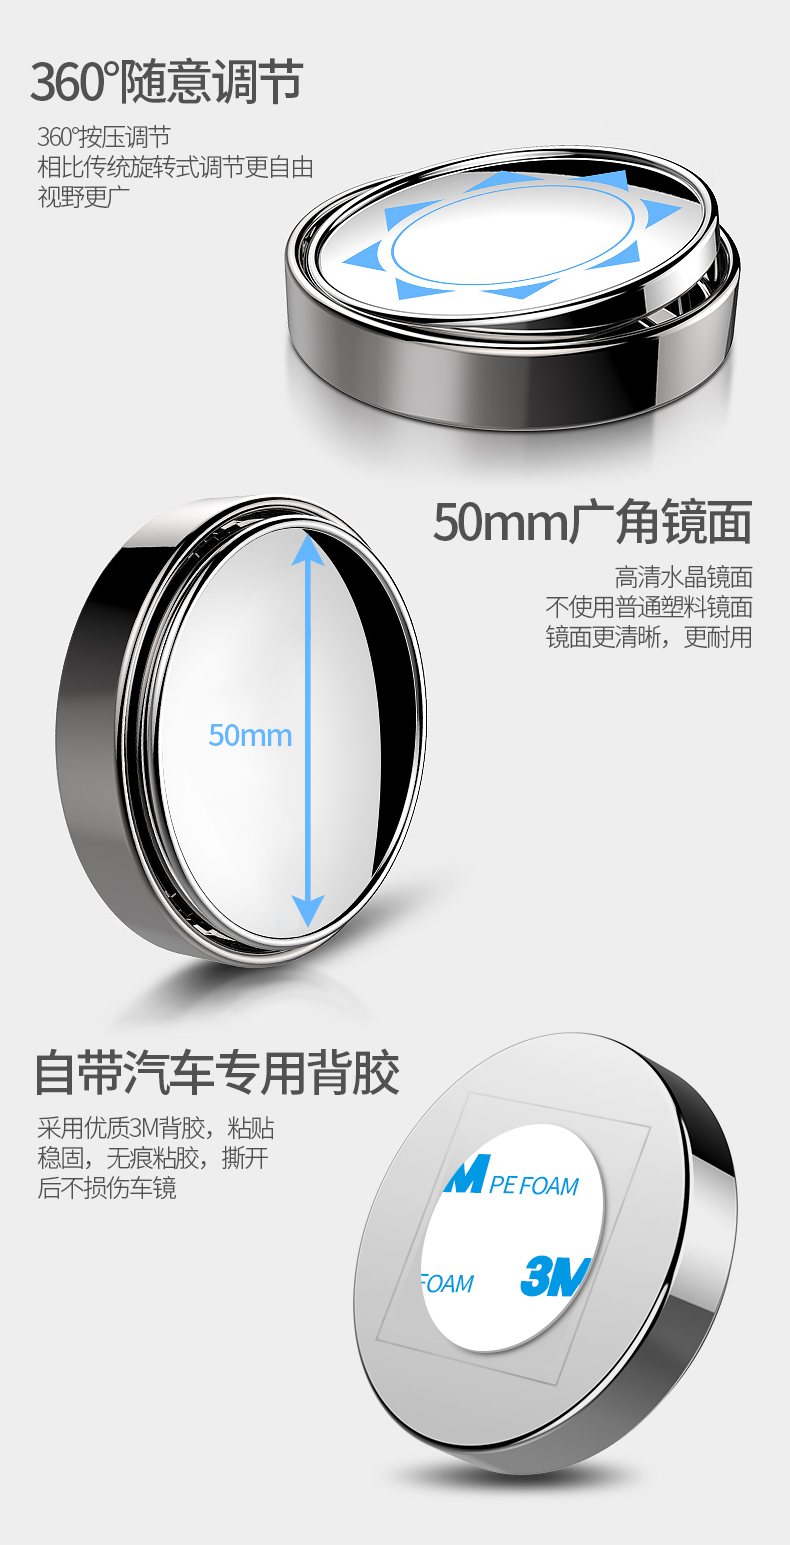 360°随意调节
360°按压调节
相比传统旋转式调节更自由
视野更广
50mm广角镜面
高清水晶镜面
不使用普通塑料镜面
镜面更清晰，更耐用
50mm
自带汽车专用背胶
采用优质3M背胶，粘贴
稳固，无痕粘胶，撕开
后不损伤车镜
M PE FOAM
FOAM 3M